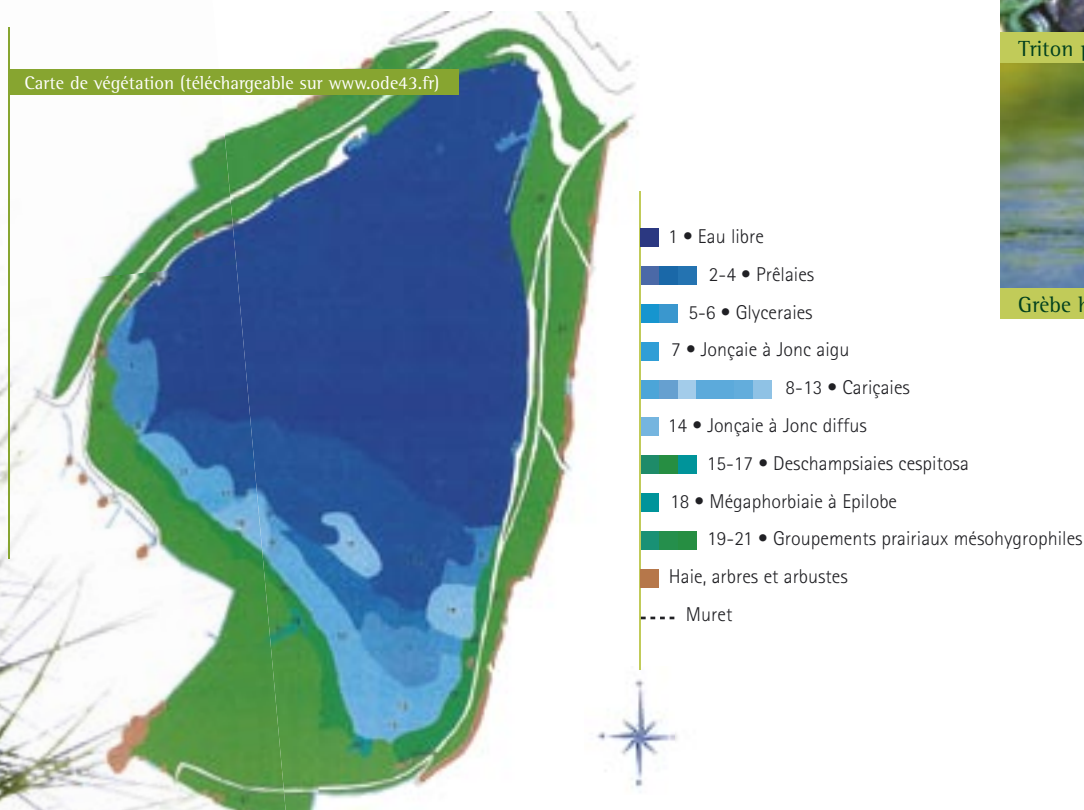 Carte de végétation (téléchargeable sur www.ode43.fr)
1 • Eau libre
2-4 • Prêlaies
5-6 • Glyceraies
7 • Jonçaie à Jonc aigu
8-13 • Cariçaies
14 • Jonçaie à Jonc diffus
15-17 • Deschampsiaies cespitosa
18 • Mégaphorbiaie à Epilobe
19-21 • Groupements prairiaux mésohygrophiles
Haie, arbres et arbustes
Muret
Triton p
Grèbe h